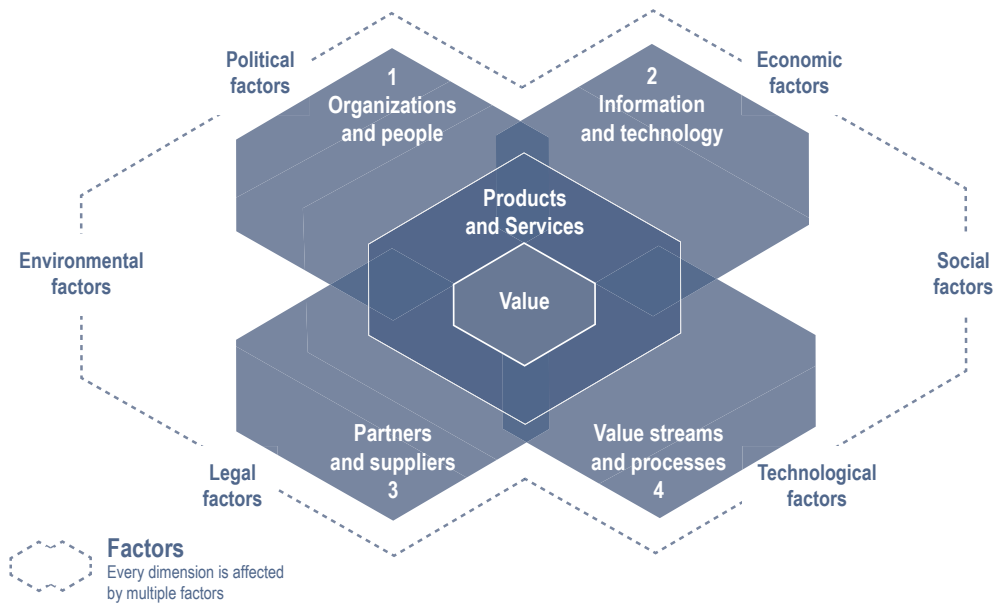 Political
factors
Economic
factors
1
Organizations
and people
2
Information
and technology
Products
and Services
Environmental
factors
Value
Social
factors
Partners
and suppliers
3
Value streams
and processes
4
Legal
factors
Technological
factors
Factors
Every dimension is affected
by multiple factors